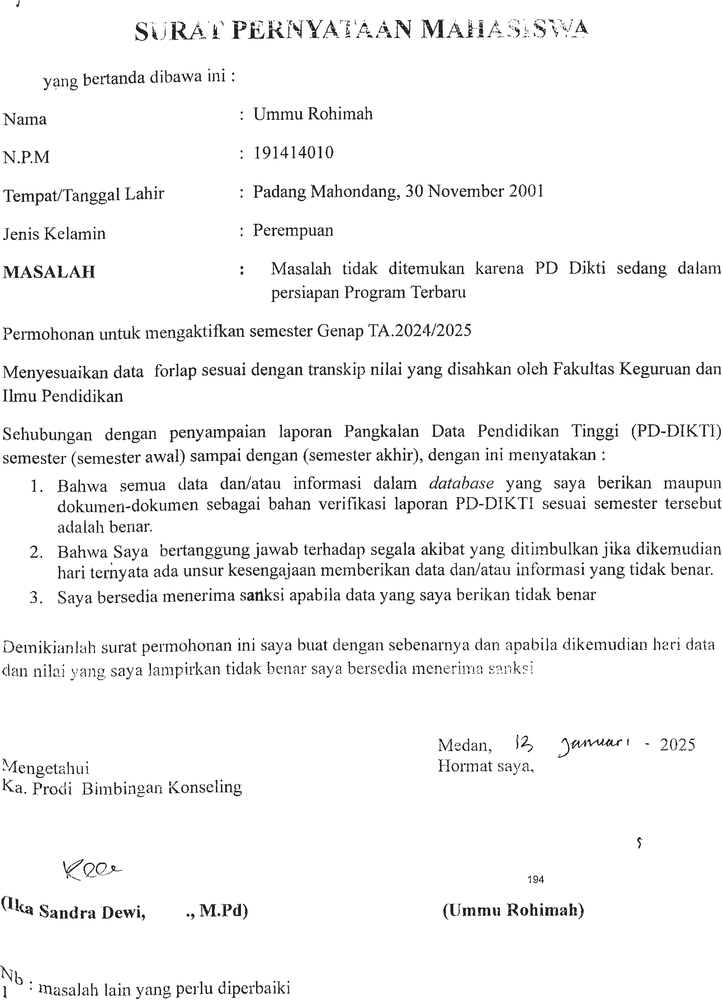 SURAT PERNYATAAN MAHASISWA
yang bertanda dibawa ini :
Nama : Ummu Rohimah
N.P.M : 191414010
Tempat/Tanggal Lahir : Padang Mahondang, 30 November 2001
Jenis Kelamin : Perempuan
MASALAH : Masalah tidak ditemukan karena PD Dikti sedang dalam
persiapan Program Terbaru
Permohonan untuk mengaktifkan semester Genap TA.2024/2025
Menyesuaikan data forlap sesuai dengan transkip nilai yang disahkan oleh Fakultas Keguruan dan
Ilmu Pendidikan
Sehubungan dengan penyampaian laporan Pangkalan Data Pendidikan Tinggi (PD-DIKTI)
semester (semester awal) sampai dengan (semester akhir), dengan ini menyatakan :
1. Bahwa semua data dan/atau informasi dalam database yang saya berikan maupun
dokumen-dokumen sebagai bahan verifikasi laporan PD-DIKTI sesuai semester tersebut
adalah benar.
2. Bahwa Saya bertanggung jawab terhadap segala akibat yang ditimbulkan jika dikemudian
hari ternyata ada unsur kesengajaan memberikan data dan/atau informasi yang tidak benar.
3. Saya bersedia menerima sanksi apabila data yang saya berikan tidak benar
Demikianlah surat permohonan ini saya buat dengan sebenarnya dan apabila dikemudian hari data
dan nilai yang saya lampirkan tidak benar saya bersedia menerima sanksi
Medan, 13 Januari - 2025
Hormat saya,
Mengetahui
Ka. Prodi Bimbingan Konseling
194
(Ika Sandra Dewi, ., M.Pd)
(Ummu Rohimah)
Nb : masalah lain yang perlu diperbaiki
1